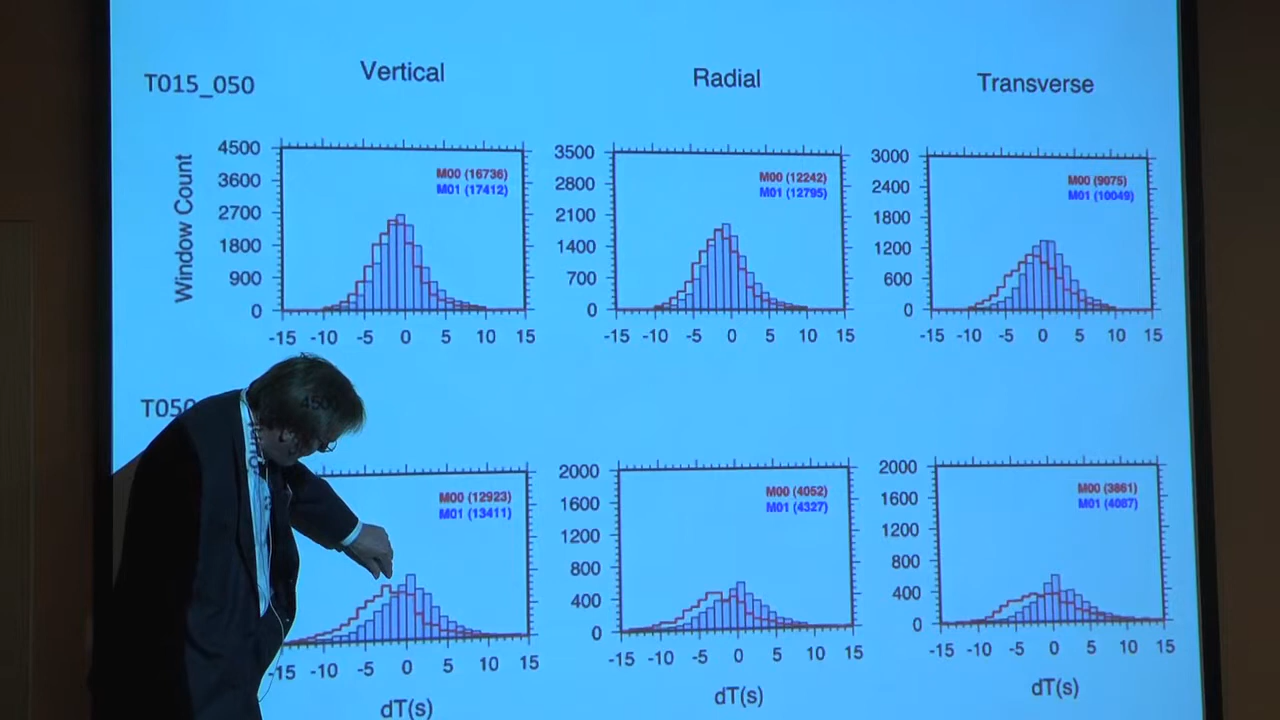 T015_050
Vertical
Radial
Transverse
Window Count
4500
3600
2700
1800
900
0
M00 (16736)
M01 (17412)
-15 -10 -5 0 5 10 15
3500
2800
2100
1400
700
0
M00 (12242)
M01 (12795)
-15 -10 -5 0 5 10 15
3000
2400
1800
1200
600
0
M00 (9075)
M01 (10049)
-15 -10 -5 0 5 10 15
T050
4500
M00 (12923)
M01 (13411)
-15 -10 -5 0 5 10 15
dT(s)
2000
1600
1200
800
400
0
M00 (4052)
M01 (4327)
-15 -10 -5 0 5 10 15
dT(s)
2000
1600
1200
800
400
0
M00 (3861)
M01 (4087)
-15 -10 -5 0 5 10 15
dT(s)